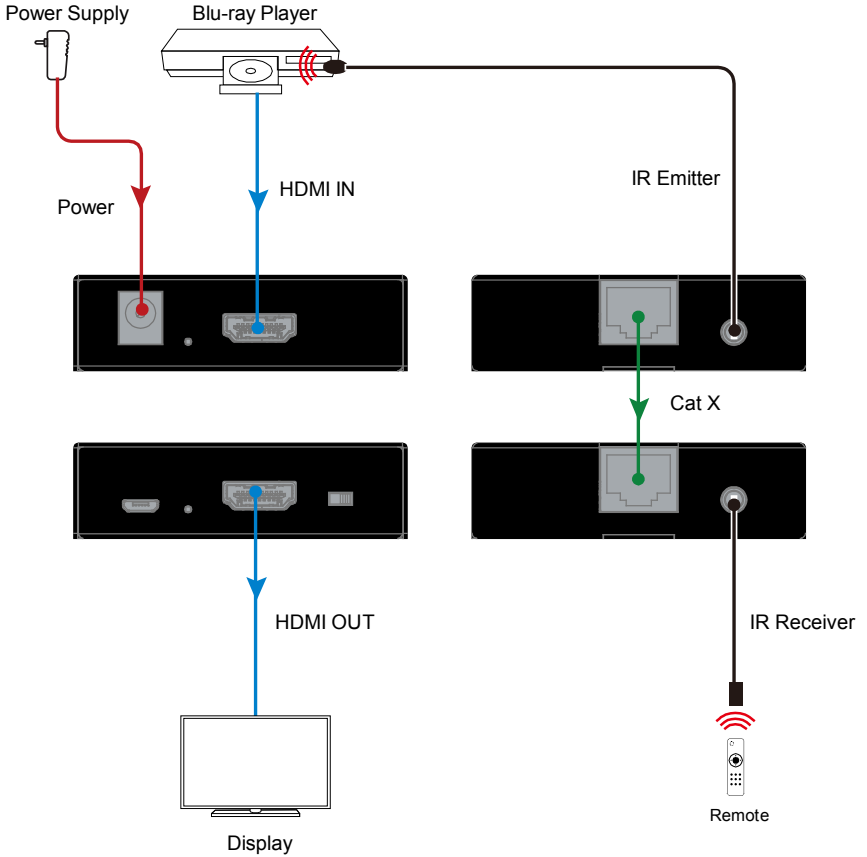 Power Supply
Blu-ray Player
IR Emitter
HDMI IN
Power
Cat X
HDMI OUT
IR Receiver
Remote
Display